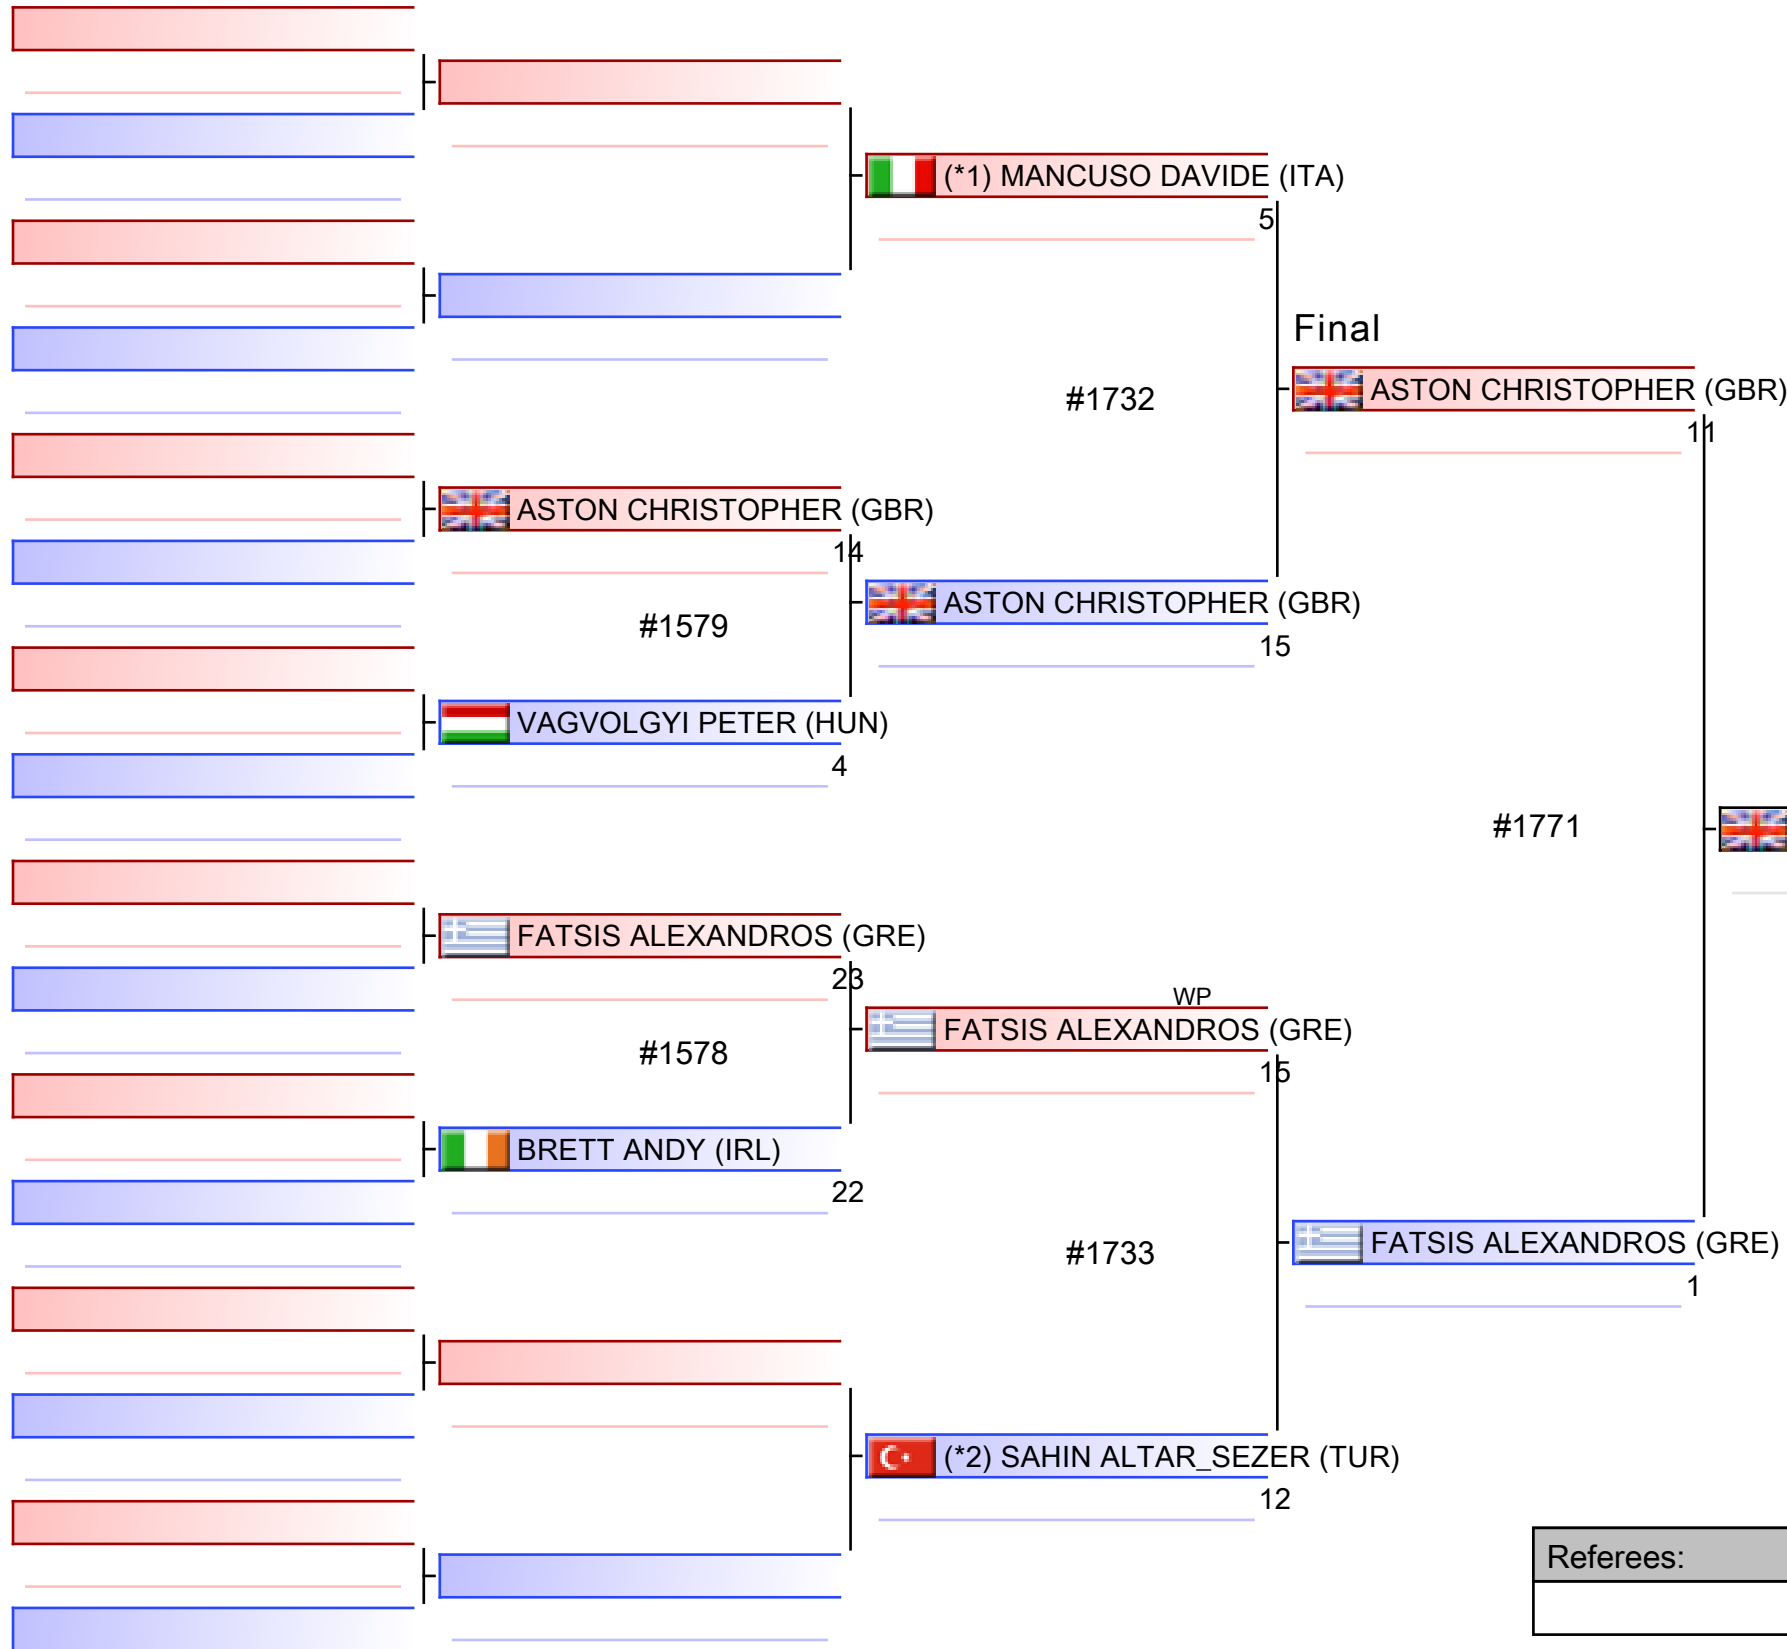 (*1) MANCUSO DAVIDE (ITA)
5
Final
#1732
ASTON CHRISTOPHER (GBR)
11
ASTON CHRISTOPHER (GBR)
14
ASTON CHRISTOPHER (GBR)
#1579
15
VAGVOLGYI PETER (HUN)
4
#1771
FATSIS ALEXANDROS (GRE)
23
WP
FATSIS ALEXANDROS (GRE)
#1578
15
BRETT ANDY (IRL)
22
#1733
FATSIS ALEXANDROS (GRE)
1
(*2) SAHIN ALTAR_SEZER (TUR)
12
Referees: